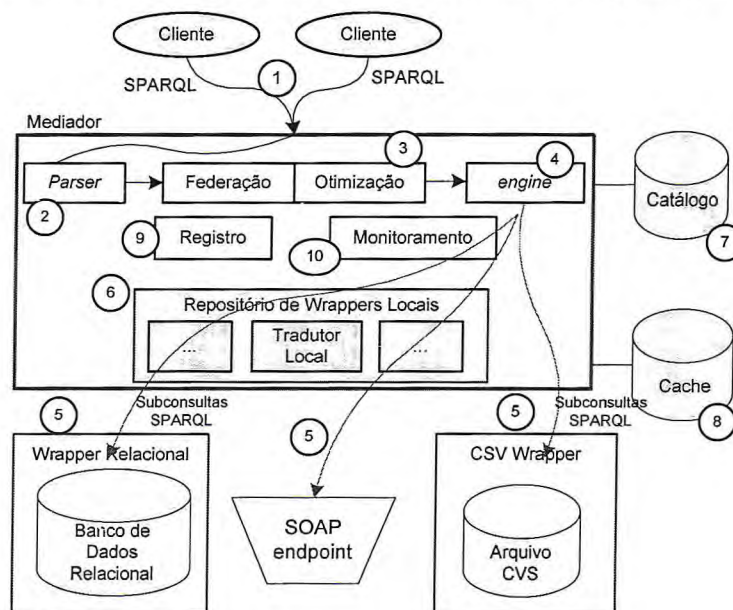 Cliente
Cliente
SPARQL
1
SPARQL
Mediador
3
4
Parser
Federação
Otimização
engine
2
Catálogo
7
9
Registro
10
Monitoramento
6
Repositório de Wrappers Locais
...
Tradutor
Local
...
Cache
8
5
Subconsultas
SPARQL
5
5
Subconsultas
SPARQL
Wrapper Relacional
CSV Wrapper
Banco de
Dados
Relacional
SOAP
endpoint
Arquivo
CVS